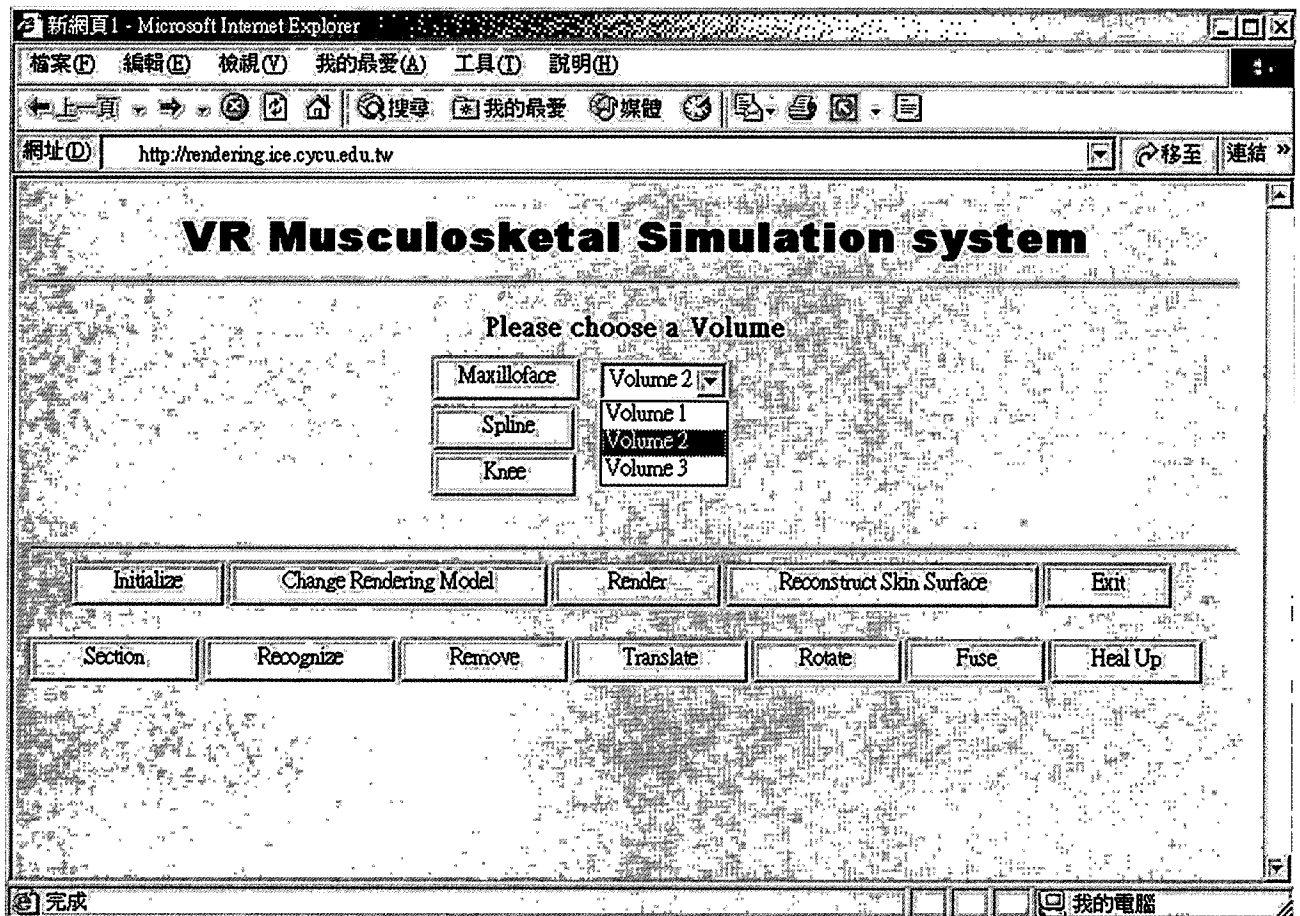 新網頁1 - Microsoft Internet Explorer
檔案(F) 編輯(E) 檢視(V) 我的最愛(A) 工具(T) 說明(H)
上一頁 搜尋 我的最愛 媒體
網址(D) http://rendering.ice.cycu.edu.tw 移至 連結 »
VR Musculosketal Simulation system
Please choose a Volume
Maxilloface Volume 2
Volume 1
Spline Volume 2
Knee Volume 3
Initialize Change Rendering Model Render Reconstruct Skin Surface Exit
Section Recognize Remove Translate Rotate Fuse Heal Up
完成 我的電腦